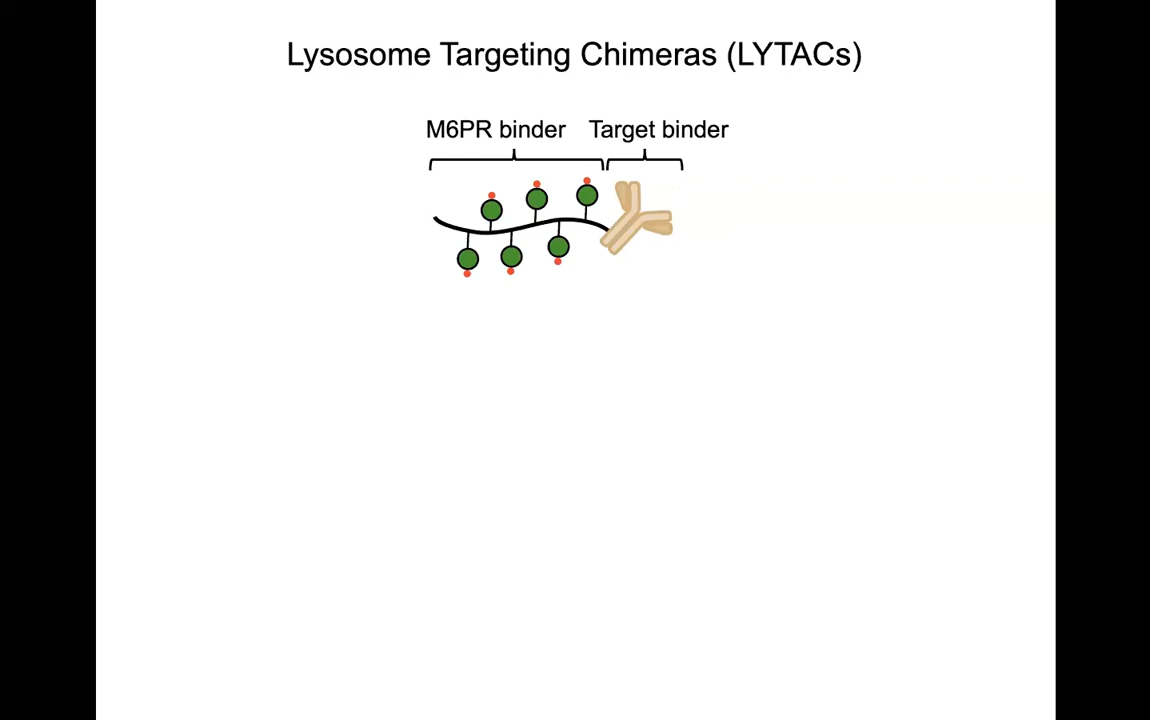 Lysosome Targeting Chimeras (LYTACs)
M6PR binder Target binder